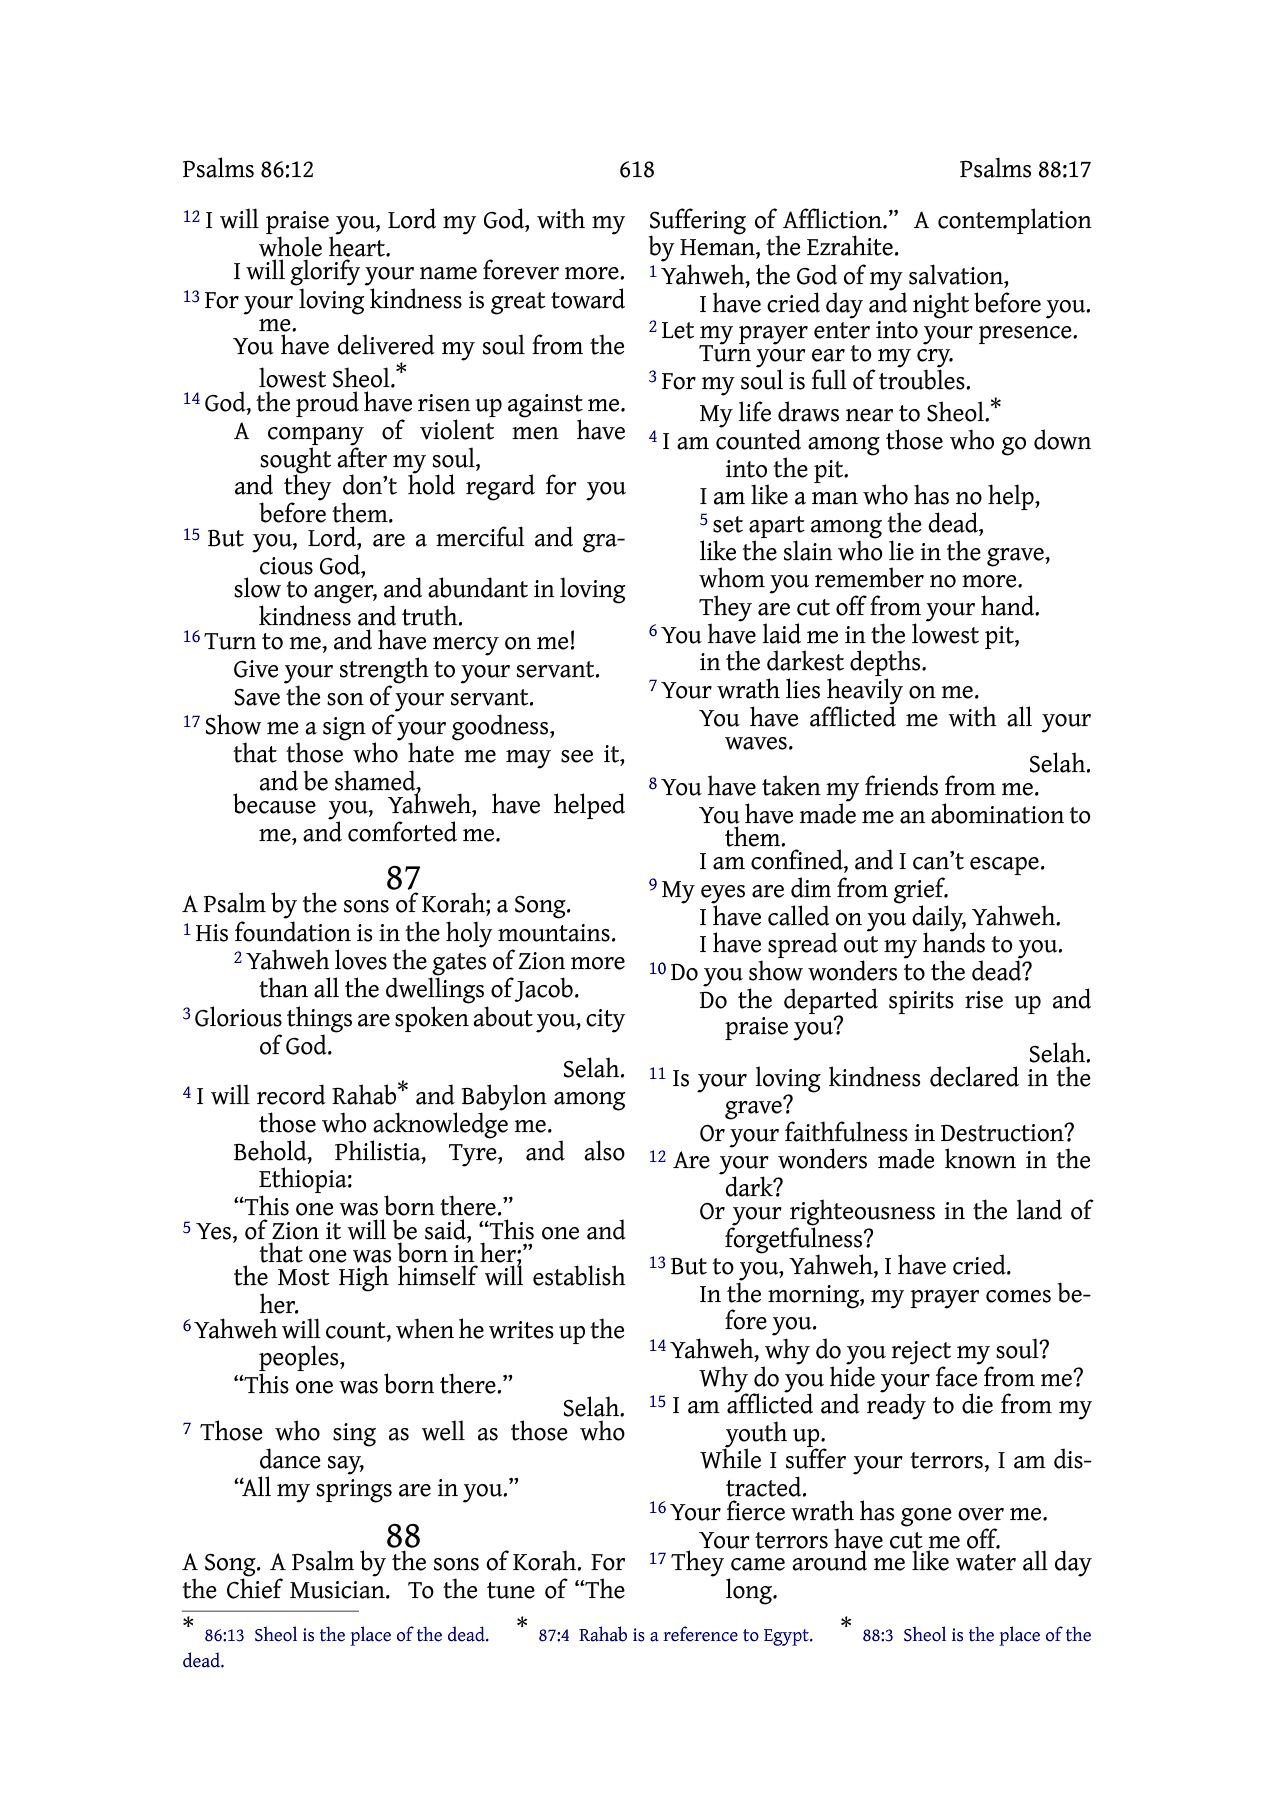 Psalms 86:12 618 Psalms 88:17
12 I will praise you, Lord my God, with my
whole heart.
I will glorify your name forever more.
13 For your loving kindness is great toward
me.
You have delivered my soul from the
lowest Sheol.*
14 God, the proud have risen up against me.
A company of violent men have
sought after my soul,
and they don’t hold regard for you
before them.
15 But you, Lord, are a merciful and gra-
cious God,
slow to anger, and abundant in loving
kindness and truth.
16 Turn to me, and have mercy on me!
Give your strength to your servant.
Save the son of your servant.
17 Show me a sign of your goodness,
that those who hate me may see it,
and be shamed,
because you, Yahweh, have helped
me, and comforted me.
87
A Psalm by the sons of Korah; a Song.
1 His foundation is in the holy mountains.
2 Yahweh loves the gates of Zion more
than all the dwellings of Jacob.
3 Glorious things are spoken about you, city
of God.
Selah.
4 I will record Rahab* and Babylon among
those who acknowledge me.
Behold, Philistia, Tyre, and also
Ethiopia:
“This one was born there.”
5 Yes, of Zion it will be said, “This one and
that one was born in her;”
the Most High himself will establish
her.
6 Yahweh will count, when he writes up the
peoples,
“This one was born there.”
Selah.
7 Those who sing as well as those who
dance say,
“All my springs are in you.”
88
A Song. A Psalm by the sons of Korah. For
the Chief Musician. To the tune of “The
Suffering of Affliction.” A contemplation
by Heman, the Ezrahite.
1 Yahweh, the God of my salvation,
I have cried day and night before you.
2 Let my prayer enter into your presence.
Turn your ear to my cry.
3 For my soul is full of troubles.
My life draws near to Sheol.*
4 I am counted among those who go down
into the pit.
I am like a man who has no help,
5 set apart among the dead,
like the slain who lie in the grave,
whom you remember no more.
They are cut off from your hand.
6 You have laid me in the lowest pit,
in the darkest depths.
7 Your wrath lies heavily on me.
You have afflicted me with all your
waves.
Selah.
8 You have taken my friends from me.
You have made me an abomination to
them.
I am confined, and I can’t escape.
9 My eyes are dim from grief.
I have called on you daily, Yahweh.
I have spread out my hands to you.
10 Do you show wonders to the dead?
Do the departed spirits rise up and
praise you?
Selah.
11 Is your loving kindness declared in the
grave?
Or your faithfulness in Destruction?
12 Are your wonders made known in the
dark?
Or your righteousness in the land of
forgetfulness?
13 But to you, Yahweh, I have cried.
In the morning, my prayer comes be-
fore you.
14 Yahweh, why do you reject my soul?
Why do you hide your face from me?
15 I am afflicted and ready to die from my
youth up.
While I suffer your terrors, I am dis-
tracted.
16 Your fierce wrath has gone over me.
Your terrors have cut me off.
17 They came around me like water all day
long.
* 86:13 Sheol is the place of the dead. * 87:4 Rahab is a reference to Egypt. * 88:3 Sheol is the place of the
dead.